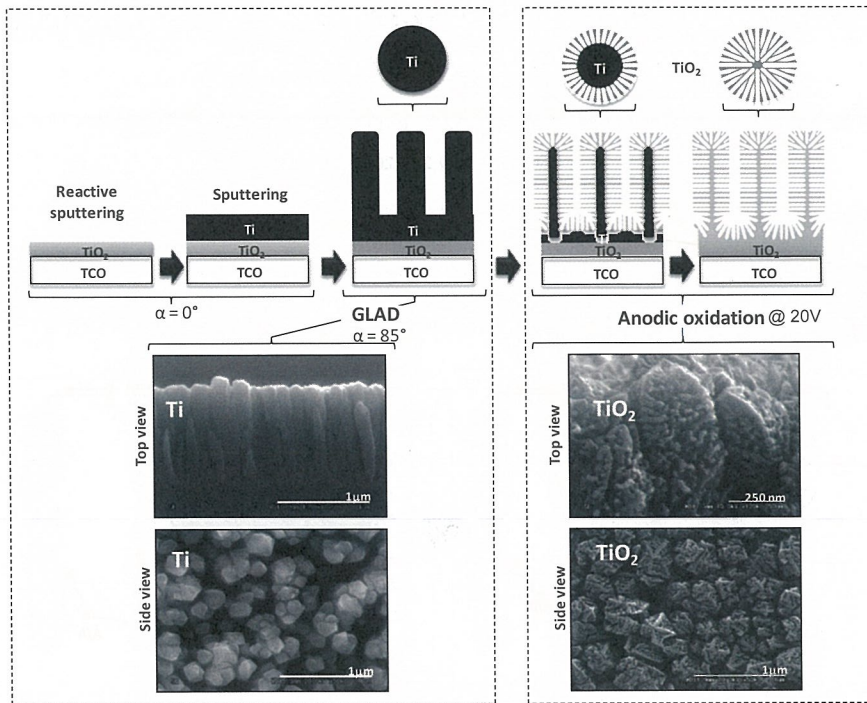 Ti
Ti
TiO2
Reactive
sputtering
Sputtering
Ti
Ti
TiO2
TiO2
TiO2
TiO2
TiO2
TCO
TCO
TCO
TCO
TCO
α = 0°
GLAD
α = 85°
Anodic oxidation @ 20V
Top view
Ti
1μm
Top view
TiO2
250 nm
Side view
Ti
1μm
Side view
TiO2
1μm